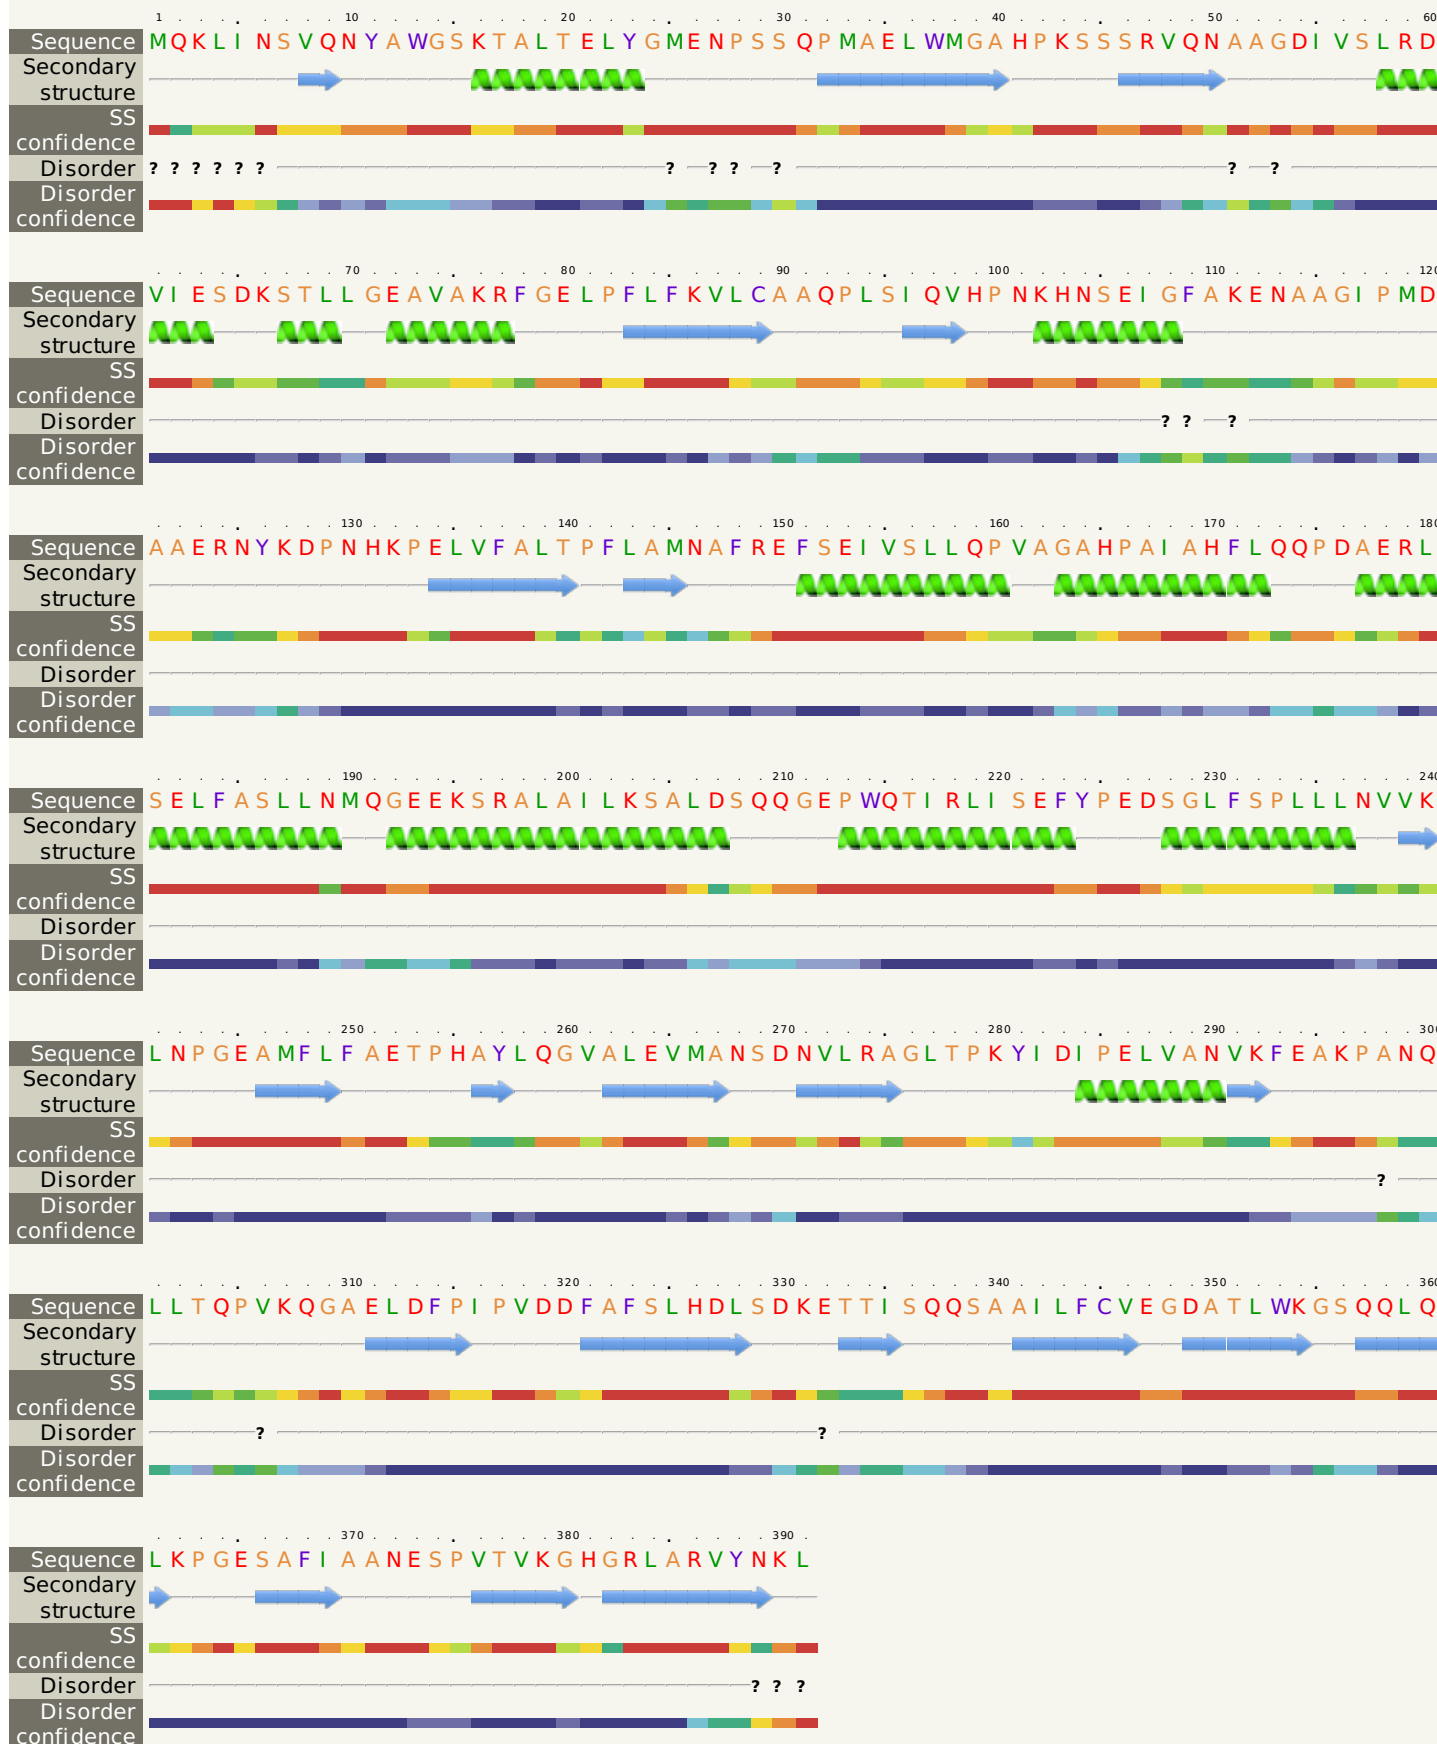 1 . . . . 10 . . . . 20 . . . . 30 . . . . 40 . . . . 50 . . . . 60
Sequence MQKLINSVQNYAWGSKTALTELYGMENPSSQPMAELWMGAHPKSSSRVQNAAGDIVSLRD
Secondary
structure
SS
confidence
Disorder ? ? ? ? ? ? ? ? ? ? ? ?
Disorder
confidence
. . . . 70 . . . . 80 . . . . 90 . . . . 100 . . . . 110 . . . . 120
Sequence VIESDKSTLLGEAVAKRFGELPFLFKVLCAAQPLSIQVHPNKHNSEIGFAKENAAGIPMD
Secondary
structure
SS
confidence
Disorder ? ? ?
Disorder
confidence
. . . . 130 . . . . 140 . . . . 150 . . . . 160 . . . . 170 . . . . 180
Sequence AAERNYKDPNHKPELVFALTPFLAMNAFREFSEIVSLLQPVAGAHPAIAHFLQQPDAERL
Secondary
structure
SS
confidence
Disorder
Disorder
confidence
. . . . 190 . . . . 200 . . . . 210 . . . . 220 . . . . 230 . . . . 240
Sequence SELFASLLNMQGEEKSRALAILKSALDSQQGEPWQTIRLISEFYPEDSGLFSPLLLNVVK
Secondary
structure
SS
confidence
Disorder
Disorder
confidence
. . . . 250 . . . . 260 . . . . 270 . . . . 280 . . . . 290 . . . . 300
Sequence LNPGEAMFLFAETPHAYLQGVALEVMANSDNVLRAGLTPKYIDIPELVANVKFEAKPANQ
Secondary
structure
SS
confidence
Disorder ?
Disorder
confidence
. . . . 310 . . . . 320 . . . . 330 . . . . 340 . . . . 350 . . . . 360
Sequence LLTQPVKQGAELDFPIPVDDFAFSLHDLSDKETTISQQSAAILFCVEGDATLWKGSQQLQ
Secondary
structure
SS
confidence
Disorder ? ?
Disorder
confidence
. . . . 370 . . . . 380 . . . . 390 .
Sequence LKPGESAFIAANESPVTVKGHGRLARVYNKL
Secondary
structure
SS
confidence
Disorder ? ? ?
Disorder
confidence